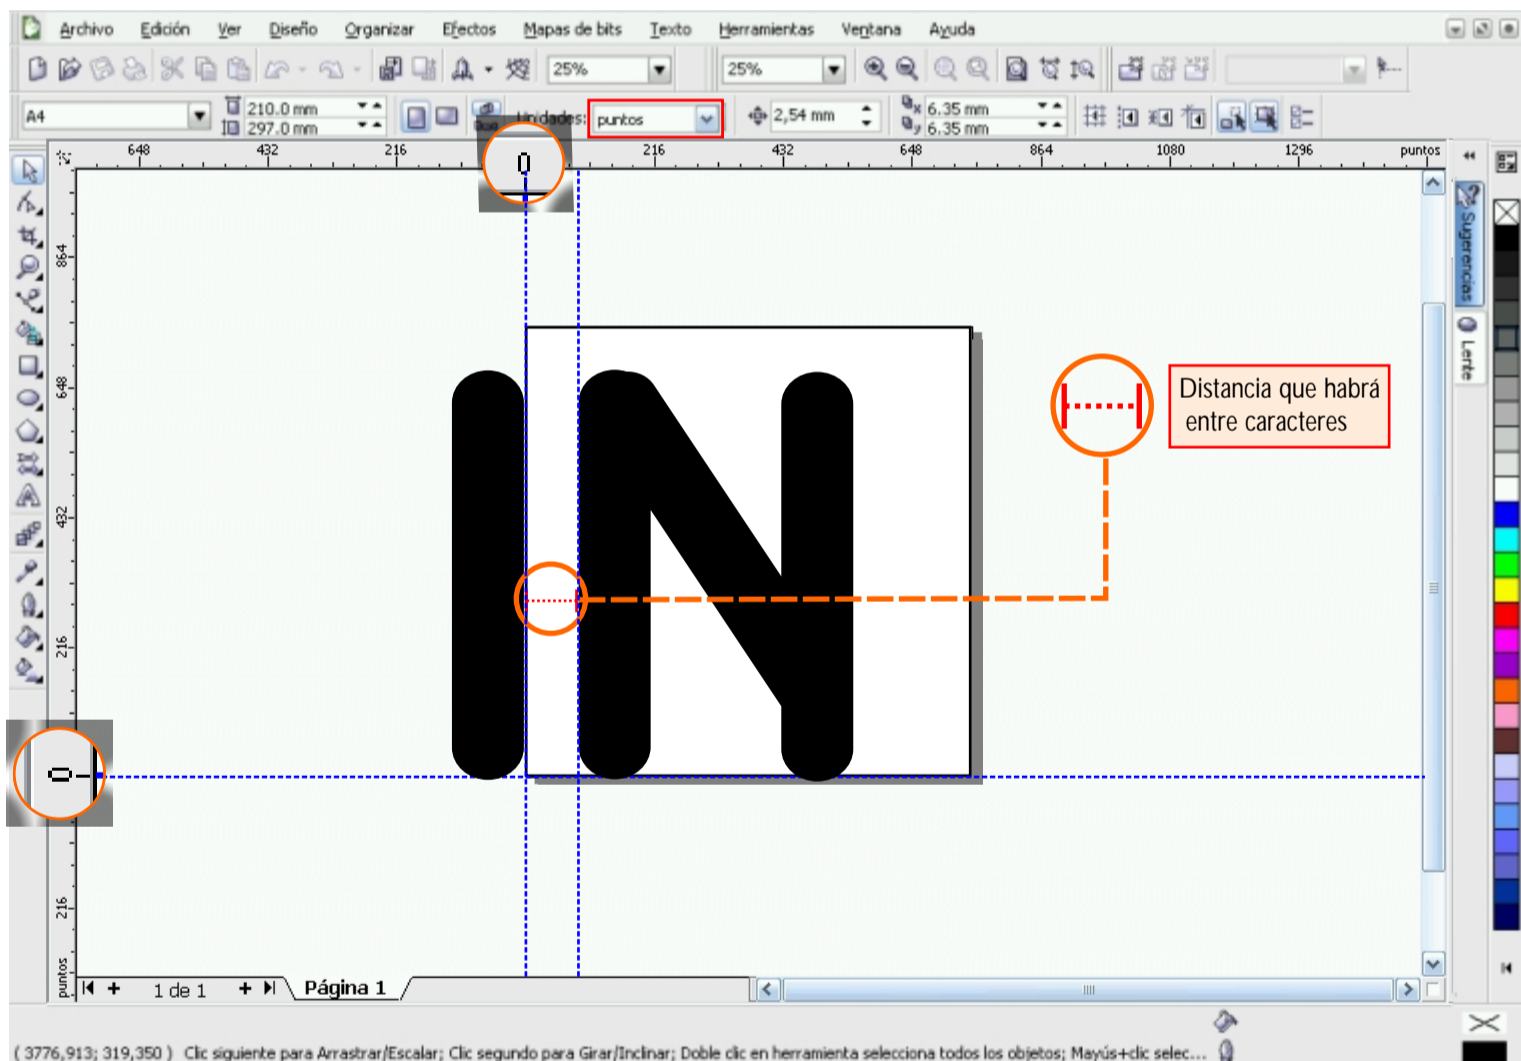 Archivo Edición Ver Diseño Organizar Efectos Mapas de bits Texto Herramientas Ventana Ayuda
25% 25%
A4 210.0 mm 297.0 mm Unidades: puntos 2,54 mm x 6.35 mm y 6.35 mm
648 432 216 0 216 432 648 864 1080 1296 puntos
864
648
432
216
0
216
puntos
IN
Distancia que habrá
entre caracteres
Sugerencias
Lente
1 de 1 Página 1
( 3776,913; 319,350 ) Clic siguiente para Arrastrar/Escalar; Clic segundo para Girar/Inclinar; Doble clic en herramienta selecciona todos los objetos; Mayús+clic selec...